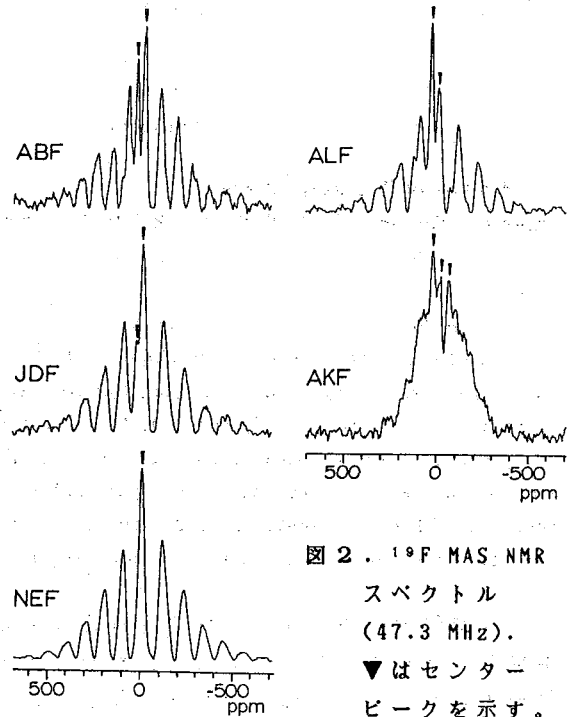 ABF
ALF
JDF
AKF
500 0 -500
ppm
NEF
500 0 -500
ppm
図 2 . ¹⁹F MAS NMR
スペクトル
(47.3 MHz).
▼はセンター
ピークを示す。